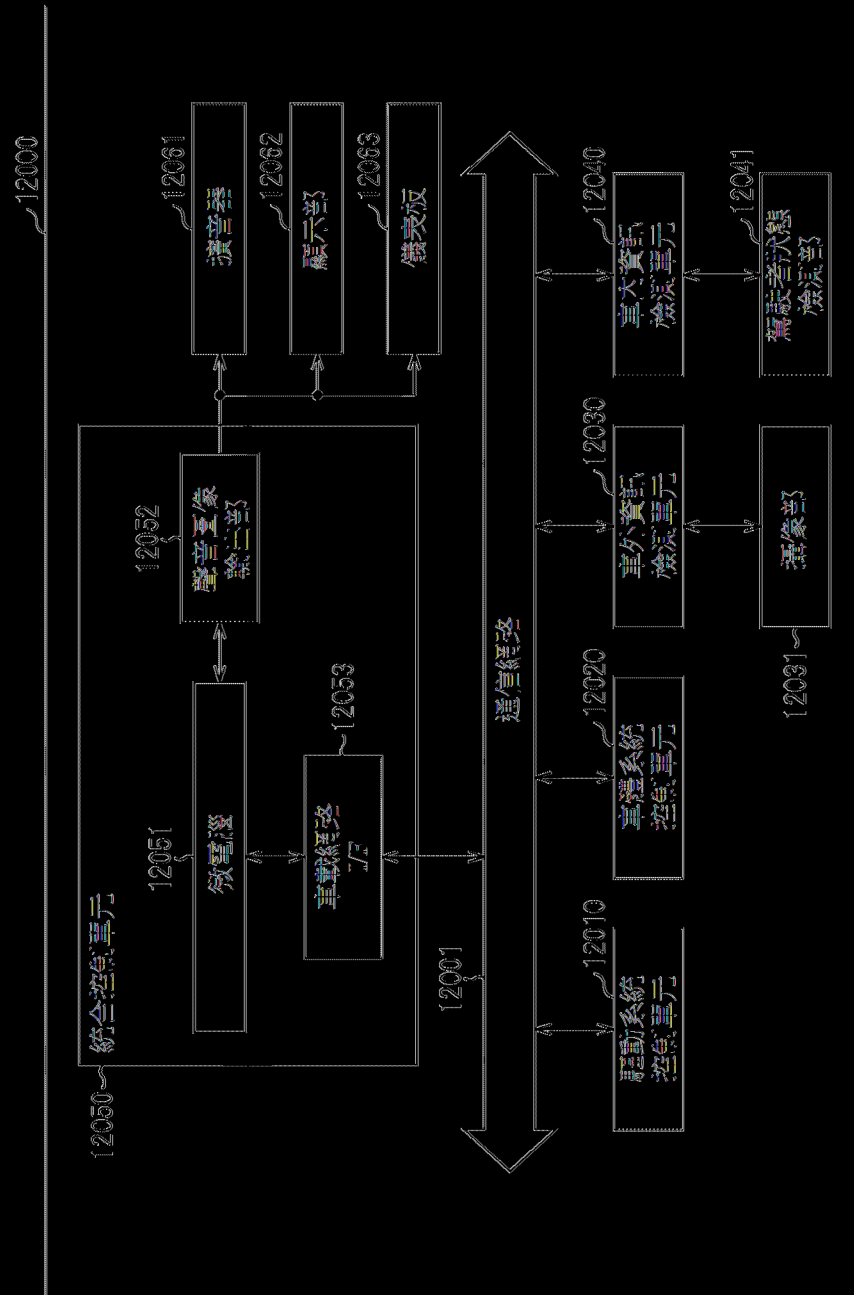 12000
12050
統合控制單元
12051
微電腦
12052
聲音畫像
輸出部
12061
擴音器
12062
顯示部
12063
儀表板
12053
車載網路
I/F
12001
通信網路
12010
驅動系統
控制單元
12020
車體系統
控制單元
12030
車外資訊
檢測單元
12040
車內資訊
檢測單元
12031
攝像部
12041
駕駛者狀態
檢測部